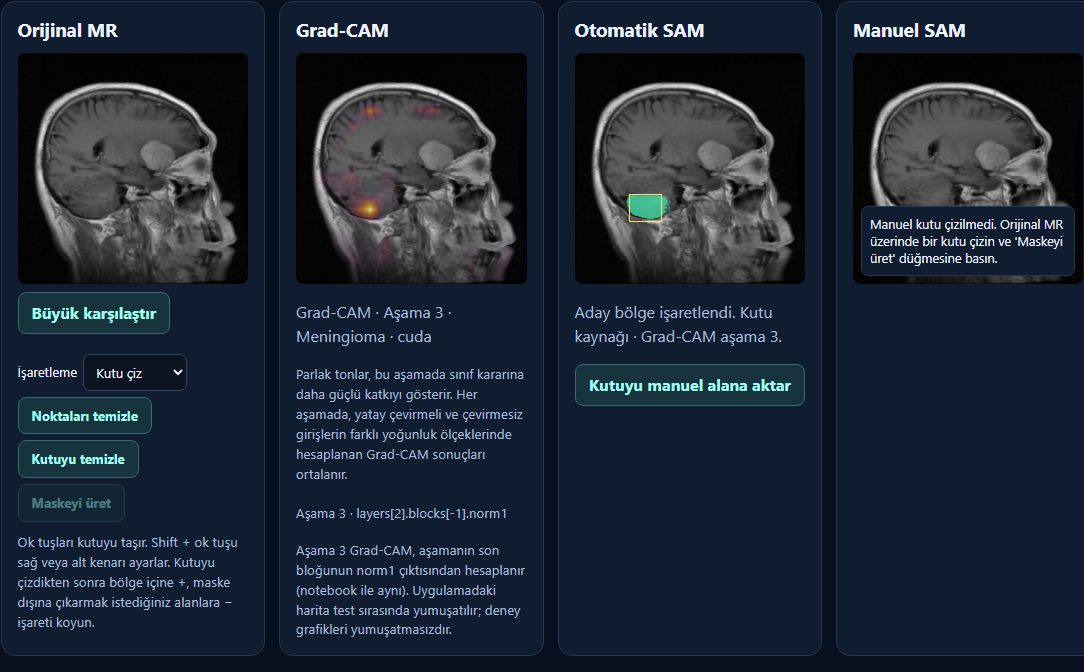 Orijinal MR
Büyük karşılaştır
İşaretleme
Kutu çiz
Noktaları temizle
Kutuyu temizle
Maskeyi üret
Ok tuşları kutuyu taşır. Shift + ok tuşu
sağ veya alt kenarı ayarlar. Kutuyu
çizdikten sonra bölge içine +, maske
dışına çıkarmak istediğiniz alanlara −
işareti koyun.
Grad-CAM
Grad-CAM · Aşama 3 ·
Meningioma · cuda
Parlak tonlar, bu aşamada sınıf kararına
daha güçlü katkıyı gösterir. Her
aşamada, yatay çevirmeli ve çevirmesiz
girişlerin farklı yoğunluk ölçeklerinde
hesaplanan Grad-CAM sonuçları
ortalanır.
Aşama 3 · layers[2].blocks[-1].norm1
Aşama 3 Grad-CAM, aşamanın son
bloğunun norm1 çıktısından hesaplanır
(notebook ile aynı). Uygulamadaki
harita test sırasında yumuşatılır; deney
grafikleri yumuşatmasızdır.
Otomatik SAM
Aday bölge işaretlendi. Kutu
kaynağı · Grad-CAM aşama 3.
Kutuyu manuel alana aktar
Manuel SAM
Manuel kutu çizilmedi. Orijinal MR
üzerinde bir kutu çizin ve 'Maskeyi
üret' düğmesine basın.